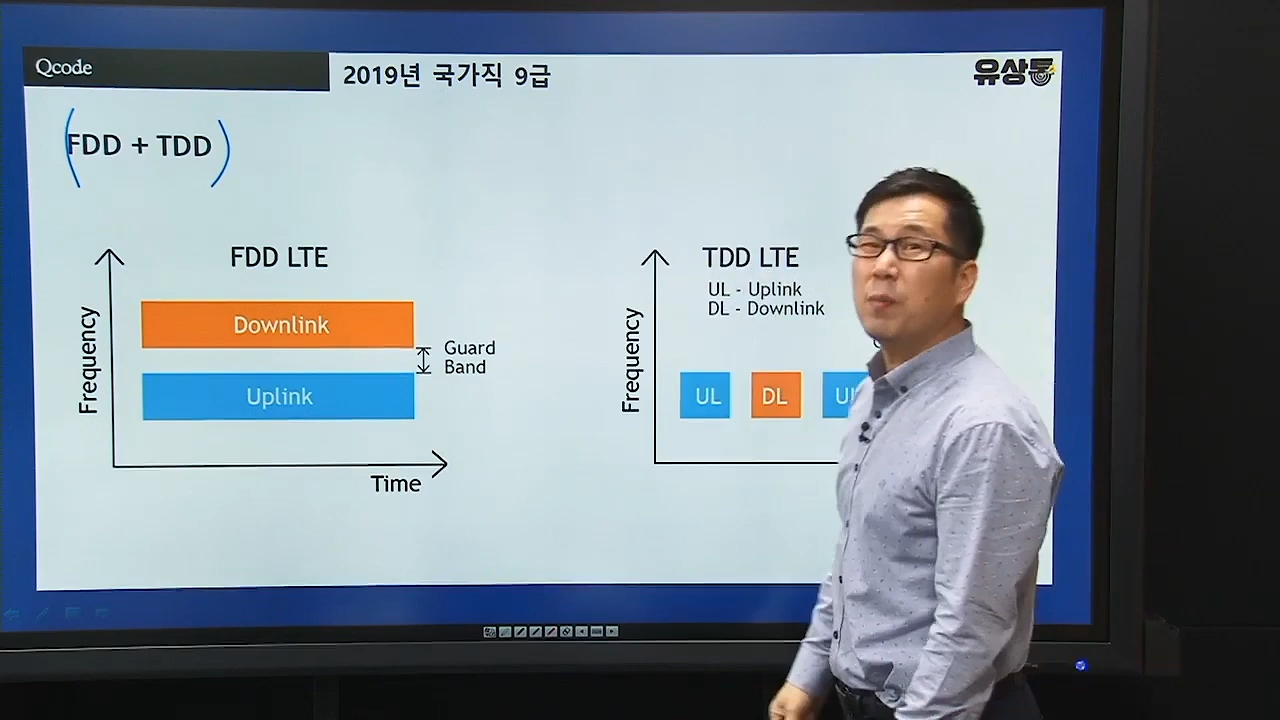 Qcode
2019년 국가직 9급
유상통
FDD + TDD
FDD LTE
Frequency
Downlink
Guard
Band
Uplink
Time
TDD LTE
UL - Uplink
DL - Downlink
Frequency
UL
DL